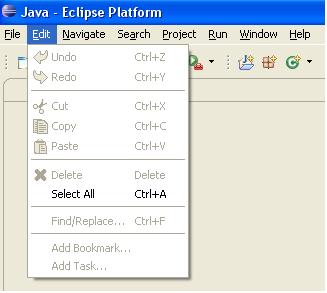 Java - Eclipse Platform
File Edit Navigate Search Project Run Window Help
Undo Ctrl+Z
Redo Ctrl+Y
Cut Ctrl+X
Copy Ctrl+C
Paste Ctrl+V
Delete Delete
Select All Ctrl+A
Find/Replace... Ctrl+F
Add Bookmark...
Add Task...